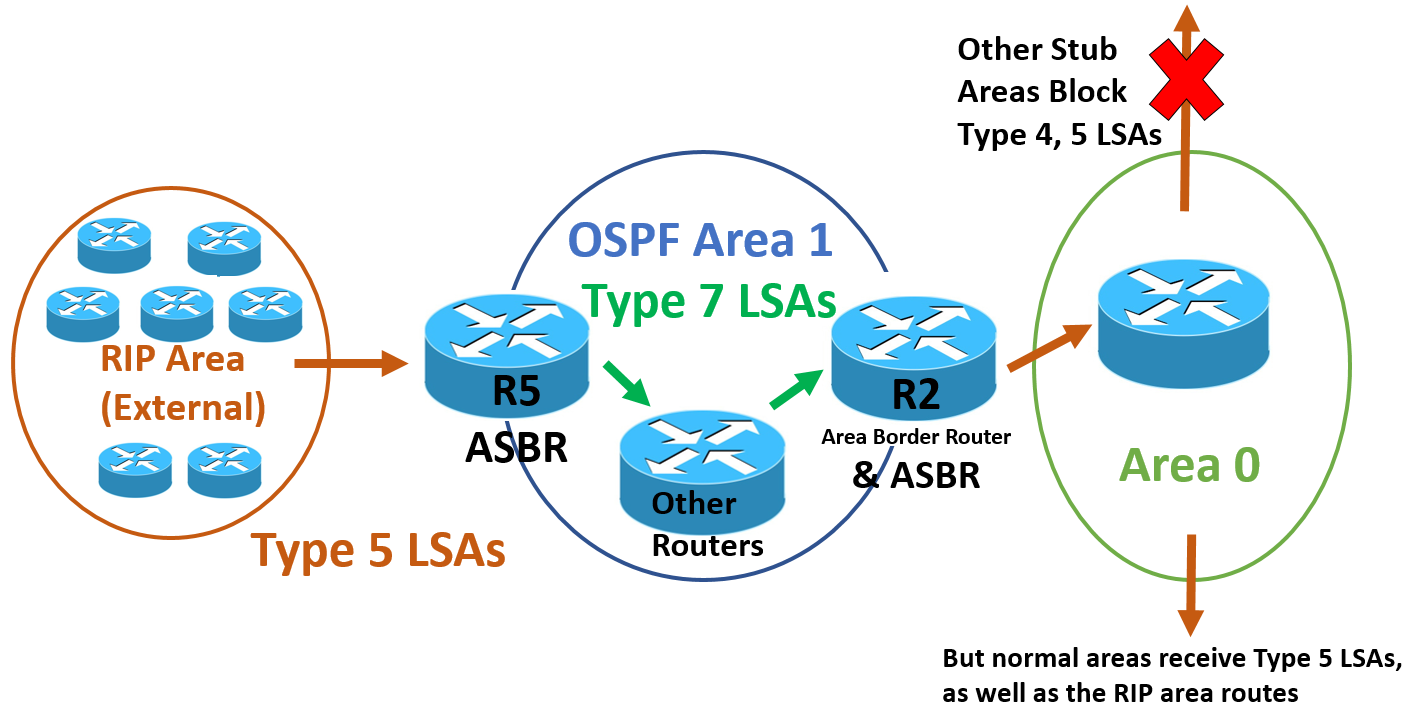 Other Stub
Areas Block
Type 4, 5 LSAs
OSPF Area 1
Type 7 LSAs
RIP Area
(External)
R5
ASBR
R2
Area Border Router
& ASBR
Other
Routers
Area 0
Type 5 LSAs
But normal areas receive Type 5 LSAs,
as well as the RIP area routes